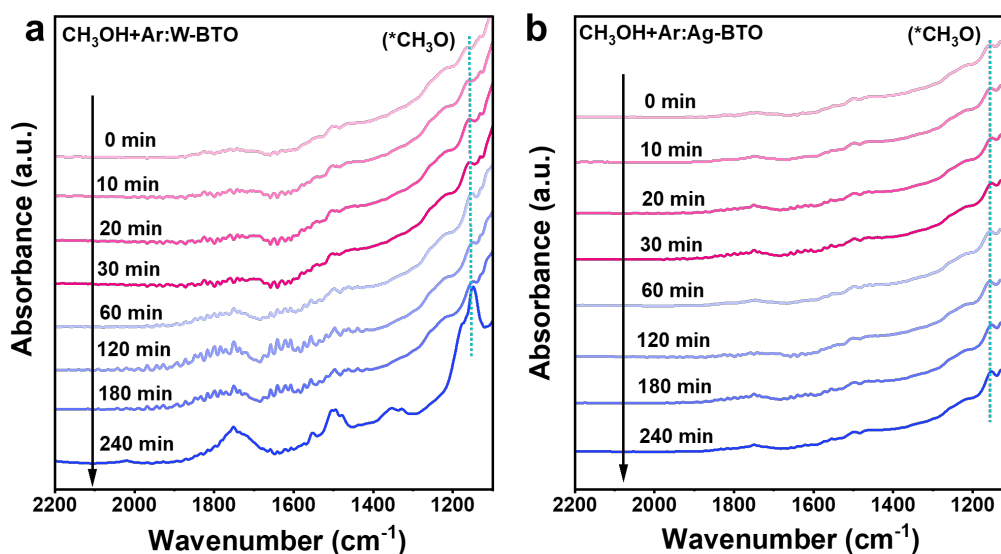 a
CH₃OH+Ar:W-BTO
(*CH₃O)
0 min
10 min
20 min
30 min
60 min
120 min
180 min
240 min
2200 2000 1800 1600 1400 1200
Wavenumber (cm⁻¹)
Absorbance (a.u.)
b
CH₃OH+Ar:Ag-BTO
(*CH₃O)
0 min
10 min
20 min
30 min
60 min
120 min
180 min
240 min
2200 2000 1800 1600 1400 1200
Wavenumber (cm⁻¹)
Absorbance (a.u.)